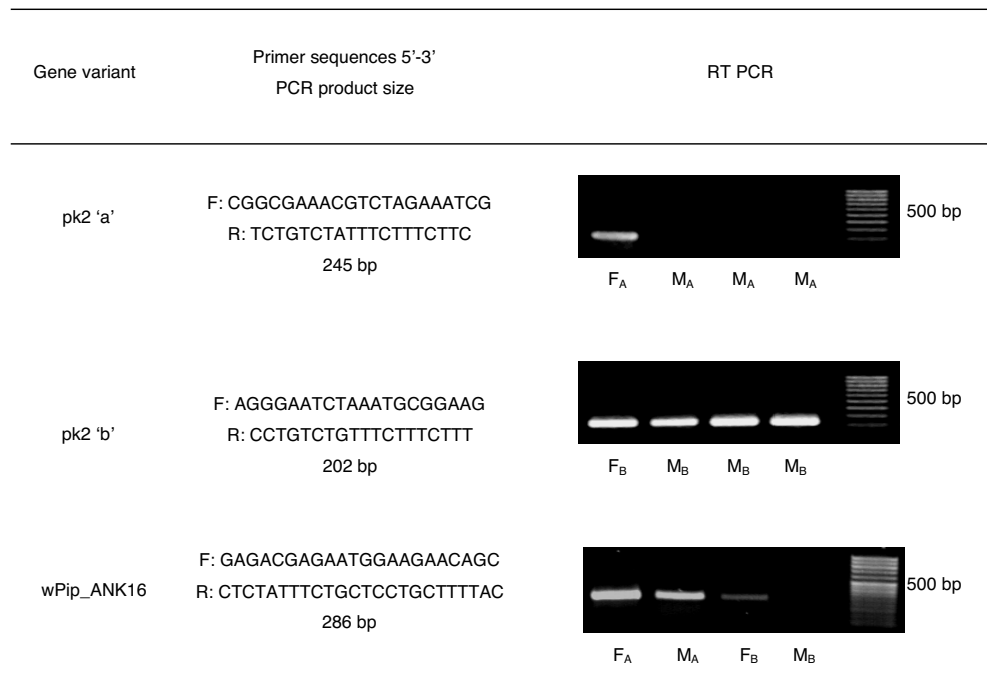 Gene variant
Primer sequences 5’-3’
PCR product size
RT PCR
pk2 ‘a’
F: CGGCGAAACGTCTAGAAATCG
R: TCTGTCTATTTCTTTCTTC
245 bp
500 bp
FA MA MA MA
pk2 ‘b’
F: AGGGAATCTAAATGCGGAAG
R: CCTGTCTGTTTCTTTCTTT
202 bp
500 bp
FB MB MB MB
wPip_ANK16
F: GAGACGAGAATGGAAGAACAGC
R: CTCTATTTCTGCTCCTGCTTTTAC
286 bp
500 bp
FA MA FB MB